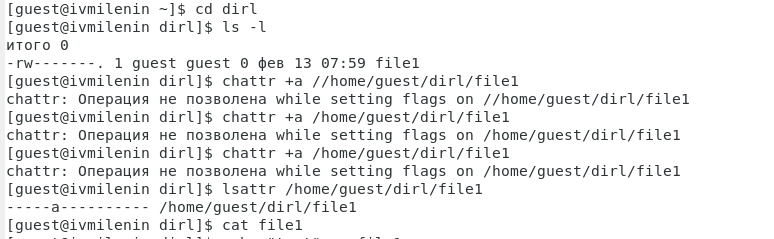 [guest@ivmilenin ~]$ cd dirl
[guest@ivmilenin dirl]$ ls -l
итого 0
-rw-------. 1 guest guest 0 фев 13 07:59 file1
[guest@ivmilenin dirl]$ chattr +a //home/guest/dirl/file1
chattr: Операция не позволена while setting flags on //home/guest/dirl/file1
[guest@ivmilenin dirl]$ chattr +a /home/guest/dirl/file1
chattr: Операция не позволена while setting flags on /home/guest/dirl/file1
[guest@ivmilenin dirl]$ chattr +a /home/guest/dirl/file1
chattr: Операция не позволена while setting flags on /home/guest/dirl/file1
[guest@ivmilenin dirl]$ lsattr /home/guest/dirl/file1
-----a---------- /home/guest/dirl/file1
[guest@ivmilenin dirl]$ cat file1